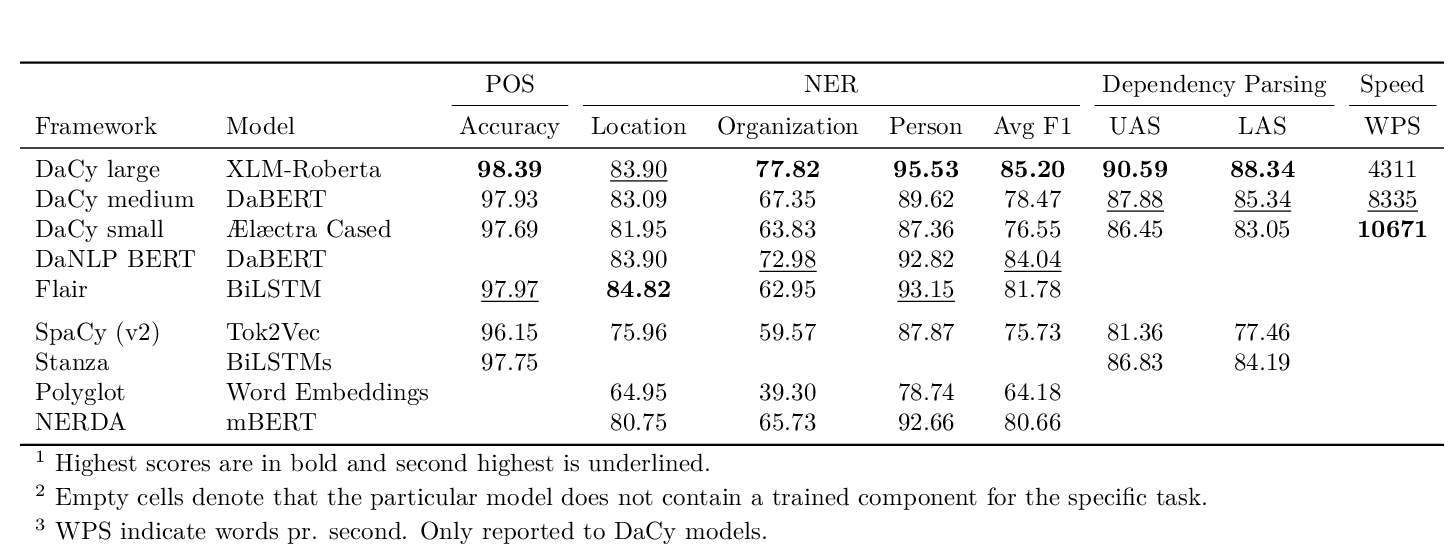 POS NER Dependency Parsing Speed
Framework Model Accuracy Location Organization Person Avg F1 UAS LAS WPS
DaCy large XLM-Roberta 98.39 83.90 77.82 95.53 85.20 90.59 88.34 4311
DaCy medium DaBERT 97.93 83.09 67.35 89.62 78.47 87.88 85.34 8335
DaCy small Ælæctra Cased 97.69 81.95 63.83 87.36 76.55 86.45 83.05 10671
DaNLP BERT DaBERT 83.90 72.98 92.82 84.04
Flair BiLSTM 97.97 84.82 62.95 93.15 81.78
SpaCy (v2) Tok2Vec 96.15 75.96 59.57 87.87 75.73 81.36 77.46
Stanza BiLSTMs 97.75 86.83 84.19
Polyglot Word Embeddings 64.95 39.30 78.74 64.18
NERDA mBERT 80.75 65.73 92.66 80.66
1 Highest scores are in bold and second highest is underlined.
2 Empty cells denote that the particular model does not contain a trained component for the specific task.
3 WPS indicate words pr. second. Only reported to DaCy models.